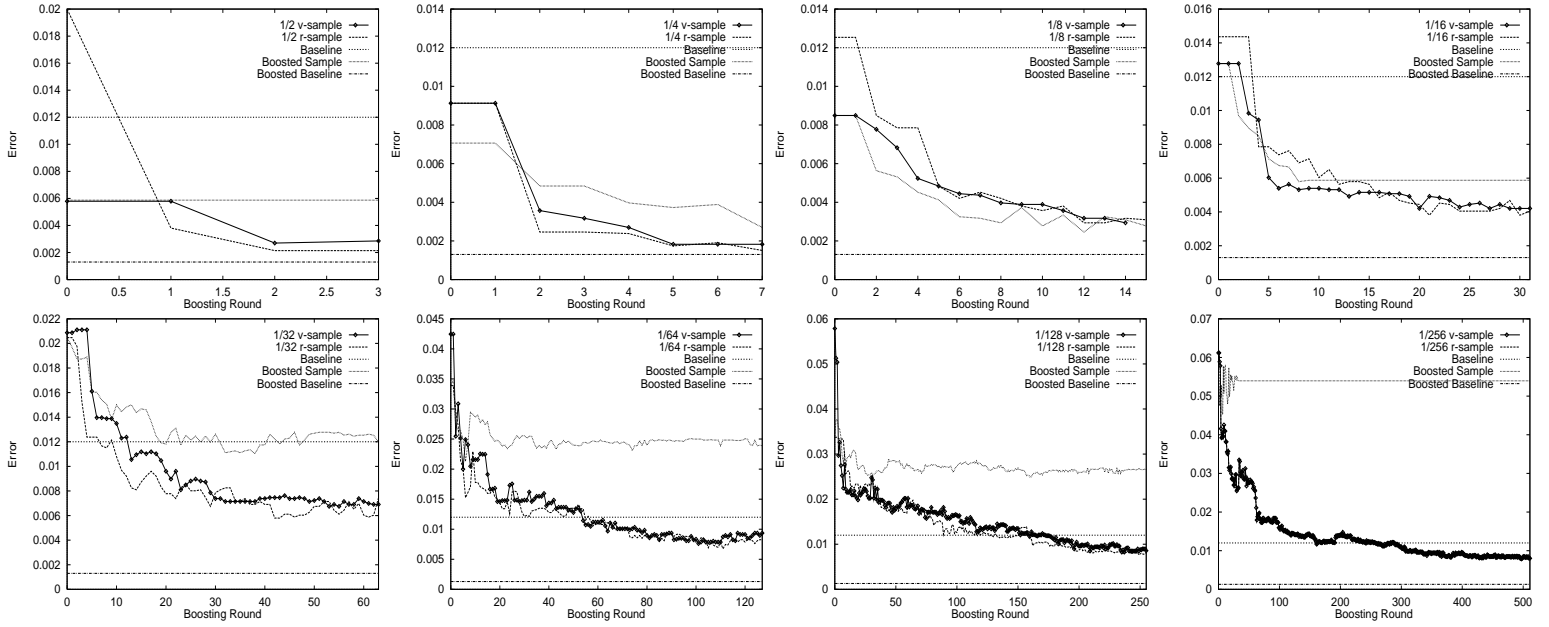 0.02
0.018
0.016
0.014
0.012
0.01
0.008
0.006
0.004
0.002
0
Error
0 0.5 1 1.5 2 2.5 3
Boosting Round
1/2 v-sample
1/2 r-sample
Baseline
Boosted Sample
Boosted Baseline
0.014
0.012
0.01
0.008
0.006
0.004
0.002
0
Error
0 1 2 3 4 5 6 7
Boosting Round
1/4 v-sample
1/4 r-sample
Baseline
Boosted Sample
Boosted Baseline
0.014
0.012
0.01
0.008
0.006
0.004
0.002
0
Error
0 2 4 6 8 10 12 14
Boosting Round
1/8 v-sample
1/8 r-sample
Baseline
Boosted Sample
Boosted Baseline
0.016
0.014
0.012
0.01
0.008
0.006
0.004
0.002
0
Error
0 5 10 15 20 25 30
Boosting Round
1/16 v-sample
1/16 r-sample
Baseline
Boosted Sample
Boosted Baseline
0.022
0.02
0.018
0.016
0.014
0.012
0.01
0.008
0.006
0.004
0.002
0
Error
0 10 20 30 40 50 60
Boosting Round
1/32 v-sample
1/32 r-sample
Baseline
Boosted Sample
Boosted Baseline
0.045
0.04
0.035
0.03
0.025
0.02
0.015
0.01
0.005
0
Error
0 20 40 60 80 100 120
Boosting Round
1/64 v-sample
1/64 r-sample
Baseline
Boosted Sample
Boosted Baseline
0.06
0.05
0.04
0.03
0.02
0.01
0
Error
0 50 100 150 200 250
Boosting Round
1/128 v-sample
1/128 r-sample
Baseline
Boosted Sample
Boosted Baseline
0.07
0.06
0.05
0.04
0.03
0.02
0.01
0
Error
0 100 200 300 400 500
Boosting Round
1/256 v-sample
1/256 r-sample
Baseline
Boosted Sample
Boosted Baseline